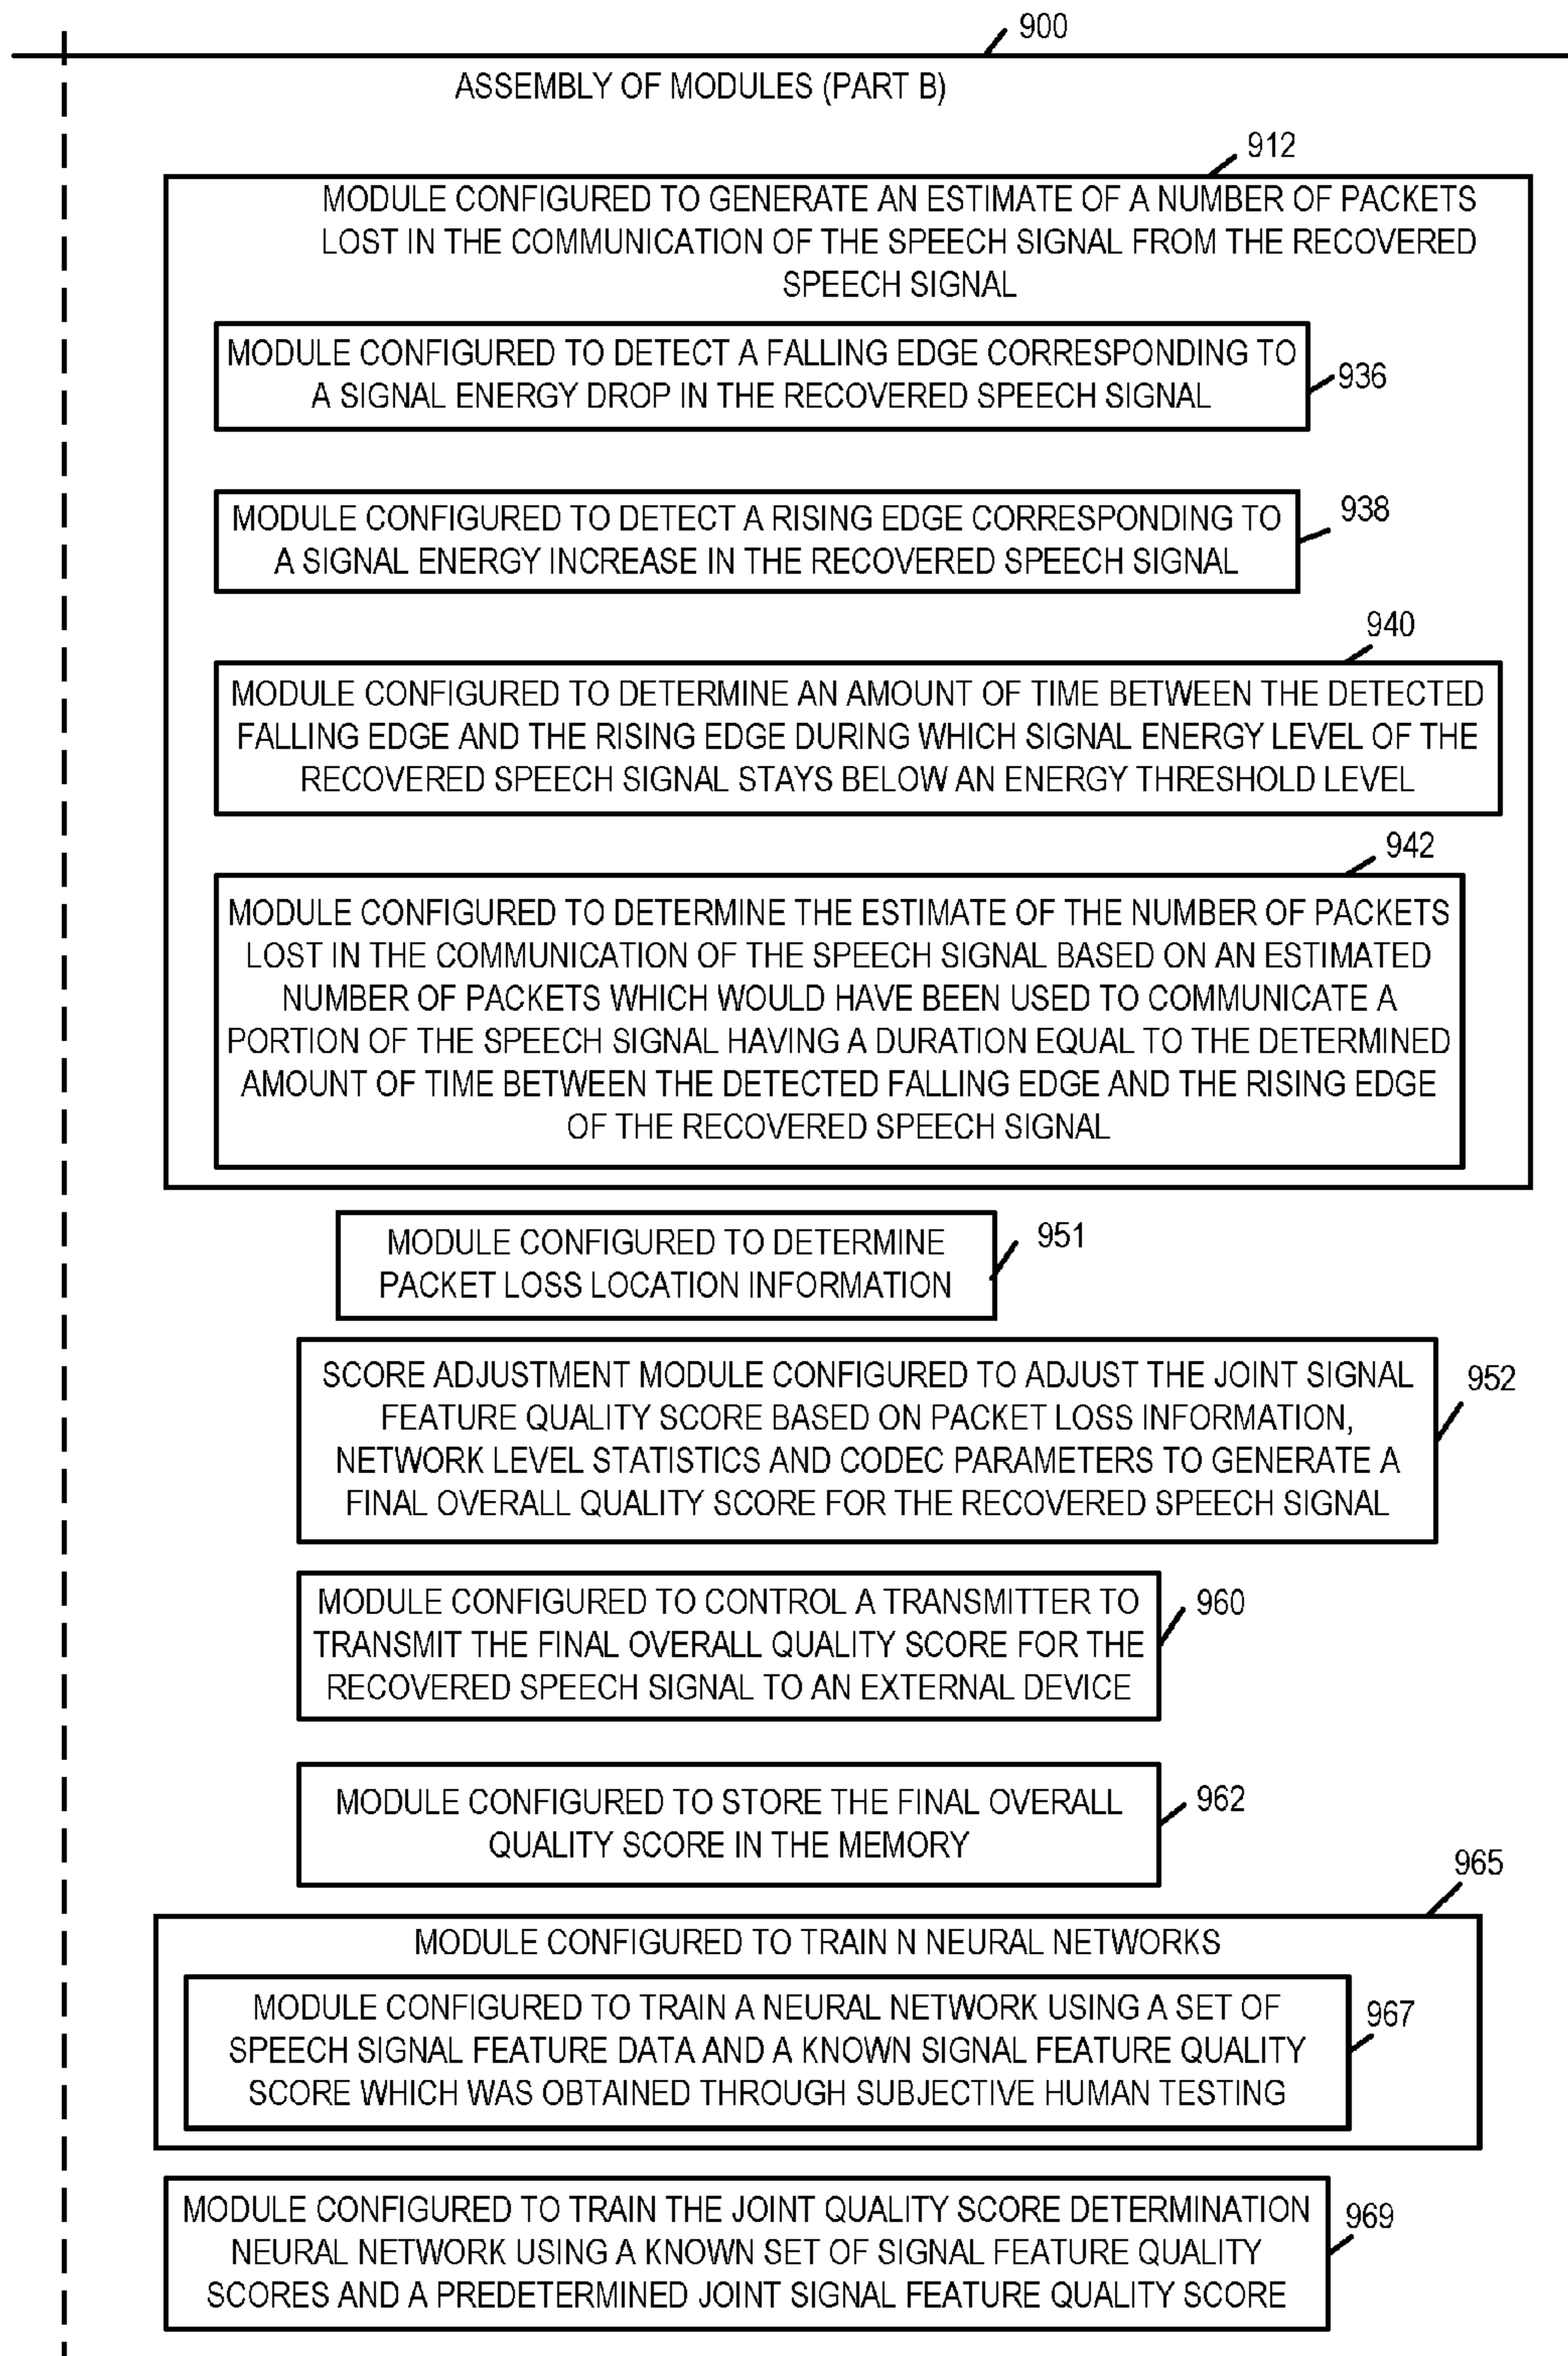 900
ASSEMBLY OF MODULES (PART B)
912
MODULE CONFIGURED TO GENERATE AN ESTIMATE OF A NUMBER OF PACKETS
LOST IN THE COMMUNICATION OF THE SPEECH SIGNAL FROM THE RECOVERED
SPEECH SIGNAL
MODULE CONFIGURED TO DETECT A FALLING EDGE CORRESPONDING TO
A SIGNAL ENERGY DROP IN THE RECOVERED SPEECH SIGNAL
936
MODULE CONFIGURED TO DETECT A RISING EDGE CORRESPONDING TO
A SIGNAL ENERGY INCREASE IN THE RECOVERED SPEECH SIGNAL
938
940
MODULE CONFIGURED TO DETERMINE AN AMOUNT OF TIME BETWEEN THE DETECTED
FALLING EDGE AND THE RISING EDGE DURING WHICH SIGNAL ENERGY LEVEL OF THE
RECOVERED SPEECH SIGNAL STAYS BELOW AN ENERGY THRESHOLD LEVEL
942
MODULE CONFIGURED TO DETERMINE THE ESTIMATE OF THE NUMBER OF PACKETS
LOST IN THE COMMUNICATION OF THE SPEECH SIGNAL BASED ON AN ESTIMATED
NUMBER OF PACKETS WHICH WOULD HAVE BEEN USED TO COMMUNICATE A
PORTION OF THE SPEECH SIGNAL HAVING A DURATION EQUAL TO THE DETERMINED
AMOUNT OF TIME BETWEEN THE DETECTED FALLING EDGE AND THE RISING EDGE
OF THE RECOVERED SPEECH SIGNAL
MODULE CONFIGURED TO DETERMINE
PACKET LOSS LOCATION INFORMATION
951
SCORE ADJUSTMENT MODULE CONFIGURED TO ADJUST THE JOINT SIGNAL
FEATURE QUALITY SCORE BASED ON PACKET LOSS INFORMATION,
NETWORK LEVEL STATISTICS AND CODEC PARAMETERS TO GENERATE A
FINAL OVERALL QUALITY SCORE FOR THE RECOVERED SPEECH SIGNAL
952
MODULE CONFIGURED TO CONTROL A TRANSMITTER TO
TRANSMIT THE FINAL OVERALL QUALITY SCORE FOR THE
RECOVERED SPEECH SIGNAL TO AN EXTERNAL DEVICE
960
MODULE CONFIGURED TO STORE THE FINAL OVERALL
QUALITY SCORE IN THE MEMORY
962
965
MODULE CONFIGURED TO TRAIN N NEURAL NETWORKS
MODULE CONFIGURED TO TRAIN A NEURAL NETWORK USING A SET OF
SPEECH SIGNAL FEATURE DATA AND A KNOWN SIGNAL FEATURE QUALITY
SCORE WHICH WAS OBTAINED THROUGH SUBJECTIVE HUMAN TESTING
967
MODULE CONFIGURED TO TRAIN THE JOINT QUALITY SCORE DETERMINATION
NEURAL NETWORK USING A KNOWN SET OF SIGNAL FEATURE QUALITY
SCORES AND A PREDETERMINED JOINT SIGNAL FEATURE QUALITY SCORE
969